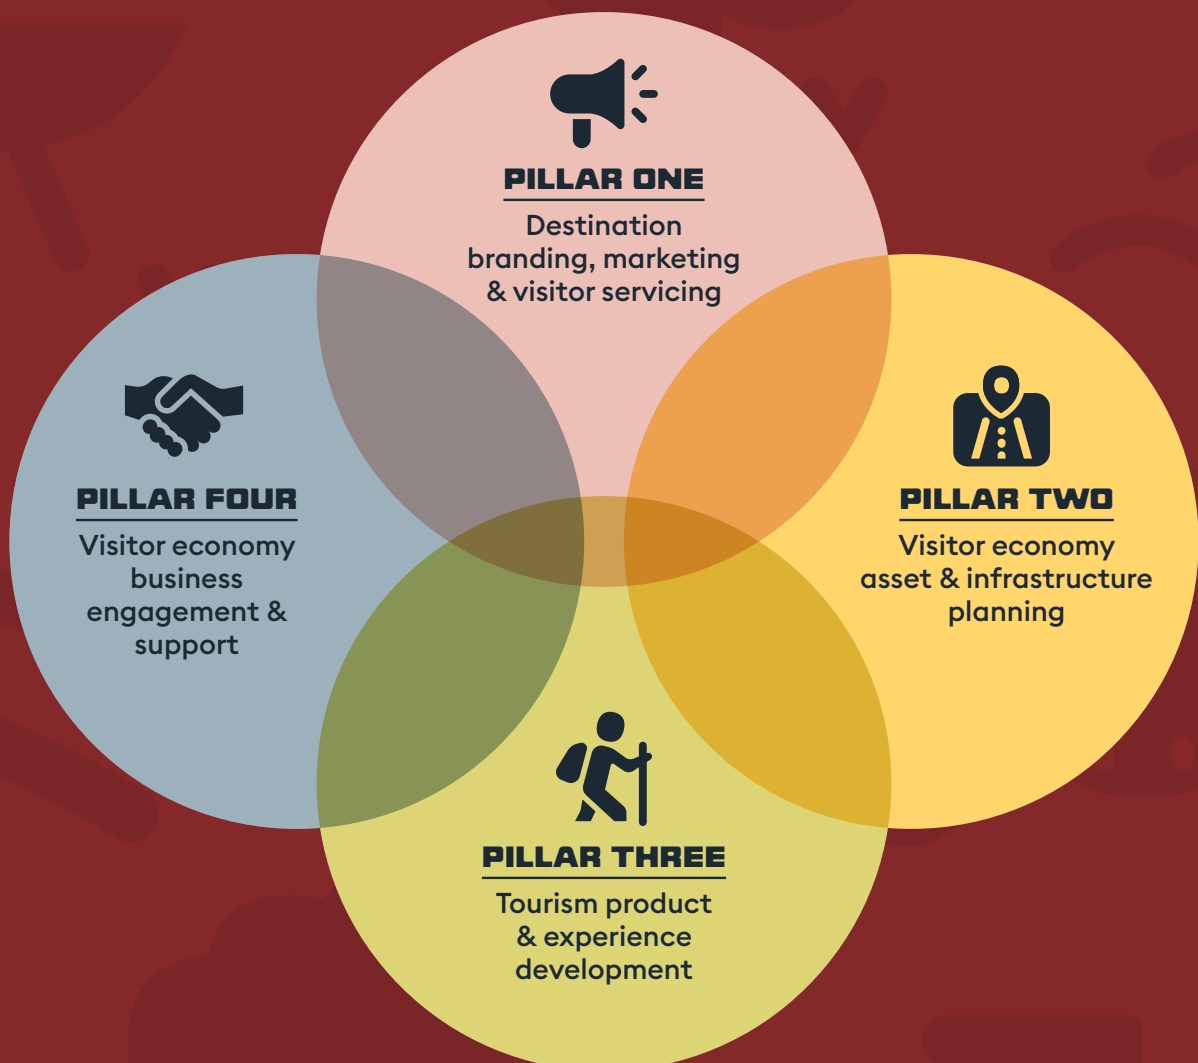 PILLAR ONE
Destination
branding, marketing
& visitor servicing
PILLAR FOUR
Visitor economy
business
engagement &
support
PILLAR TWO
Visitor economy
asset & infrastructure
planning
PILLAR THREE
Tourism product
& experience
development